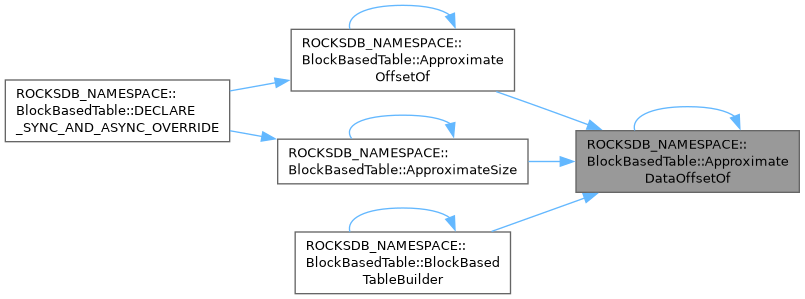 ROCKSDB_NAMESPACE::
BlockBasedTable::Approximate
OffsetOf
ROCKSDB_NAMESPACE::
BlockBasedTable::DECLARE
_SYNC_AND_ASYNC_OVERRIDE
ROCKSDB_NAMESPACE::
BlockBasedTable::ApproximateSize
ROCKSDB_NAMESPACE::
BlockBasedTable::Approximate
DataOffsetOf
ROCKSDB_NAMESPACE::
BlockBasedTable::BlockBased
TableBuilder